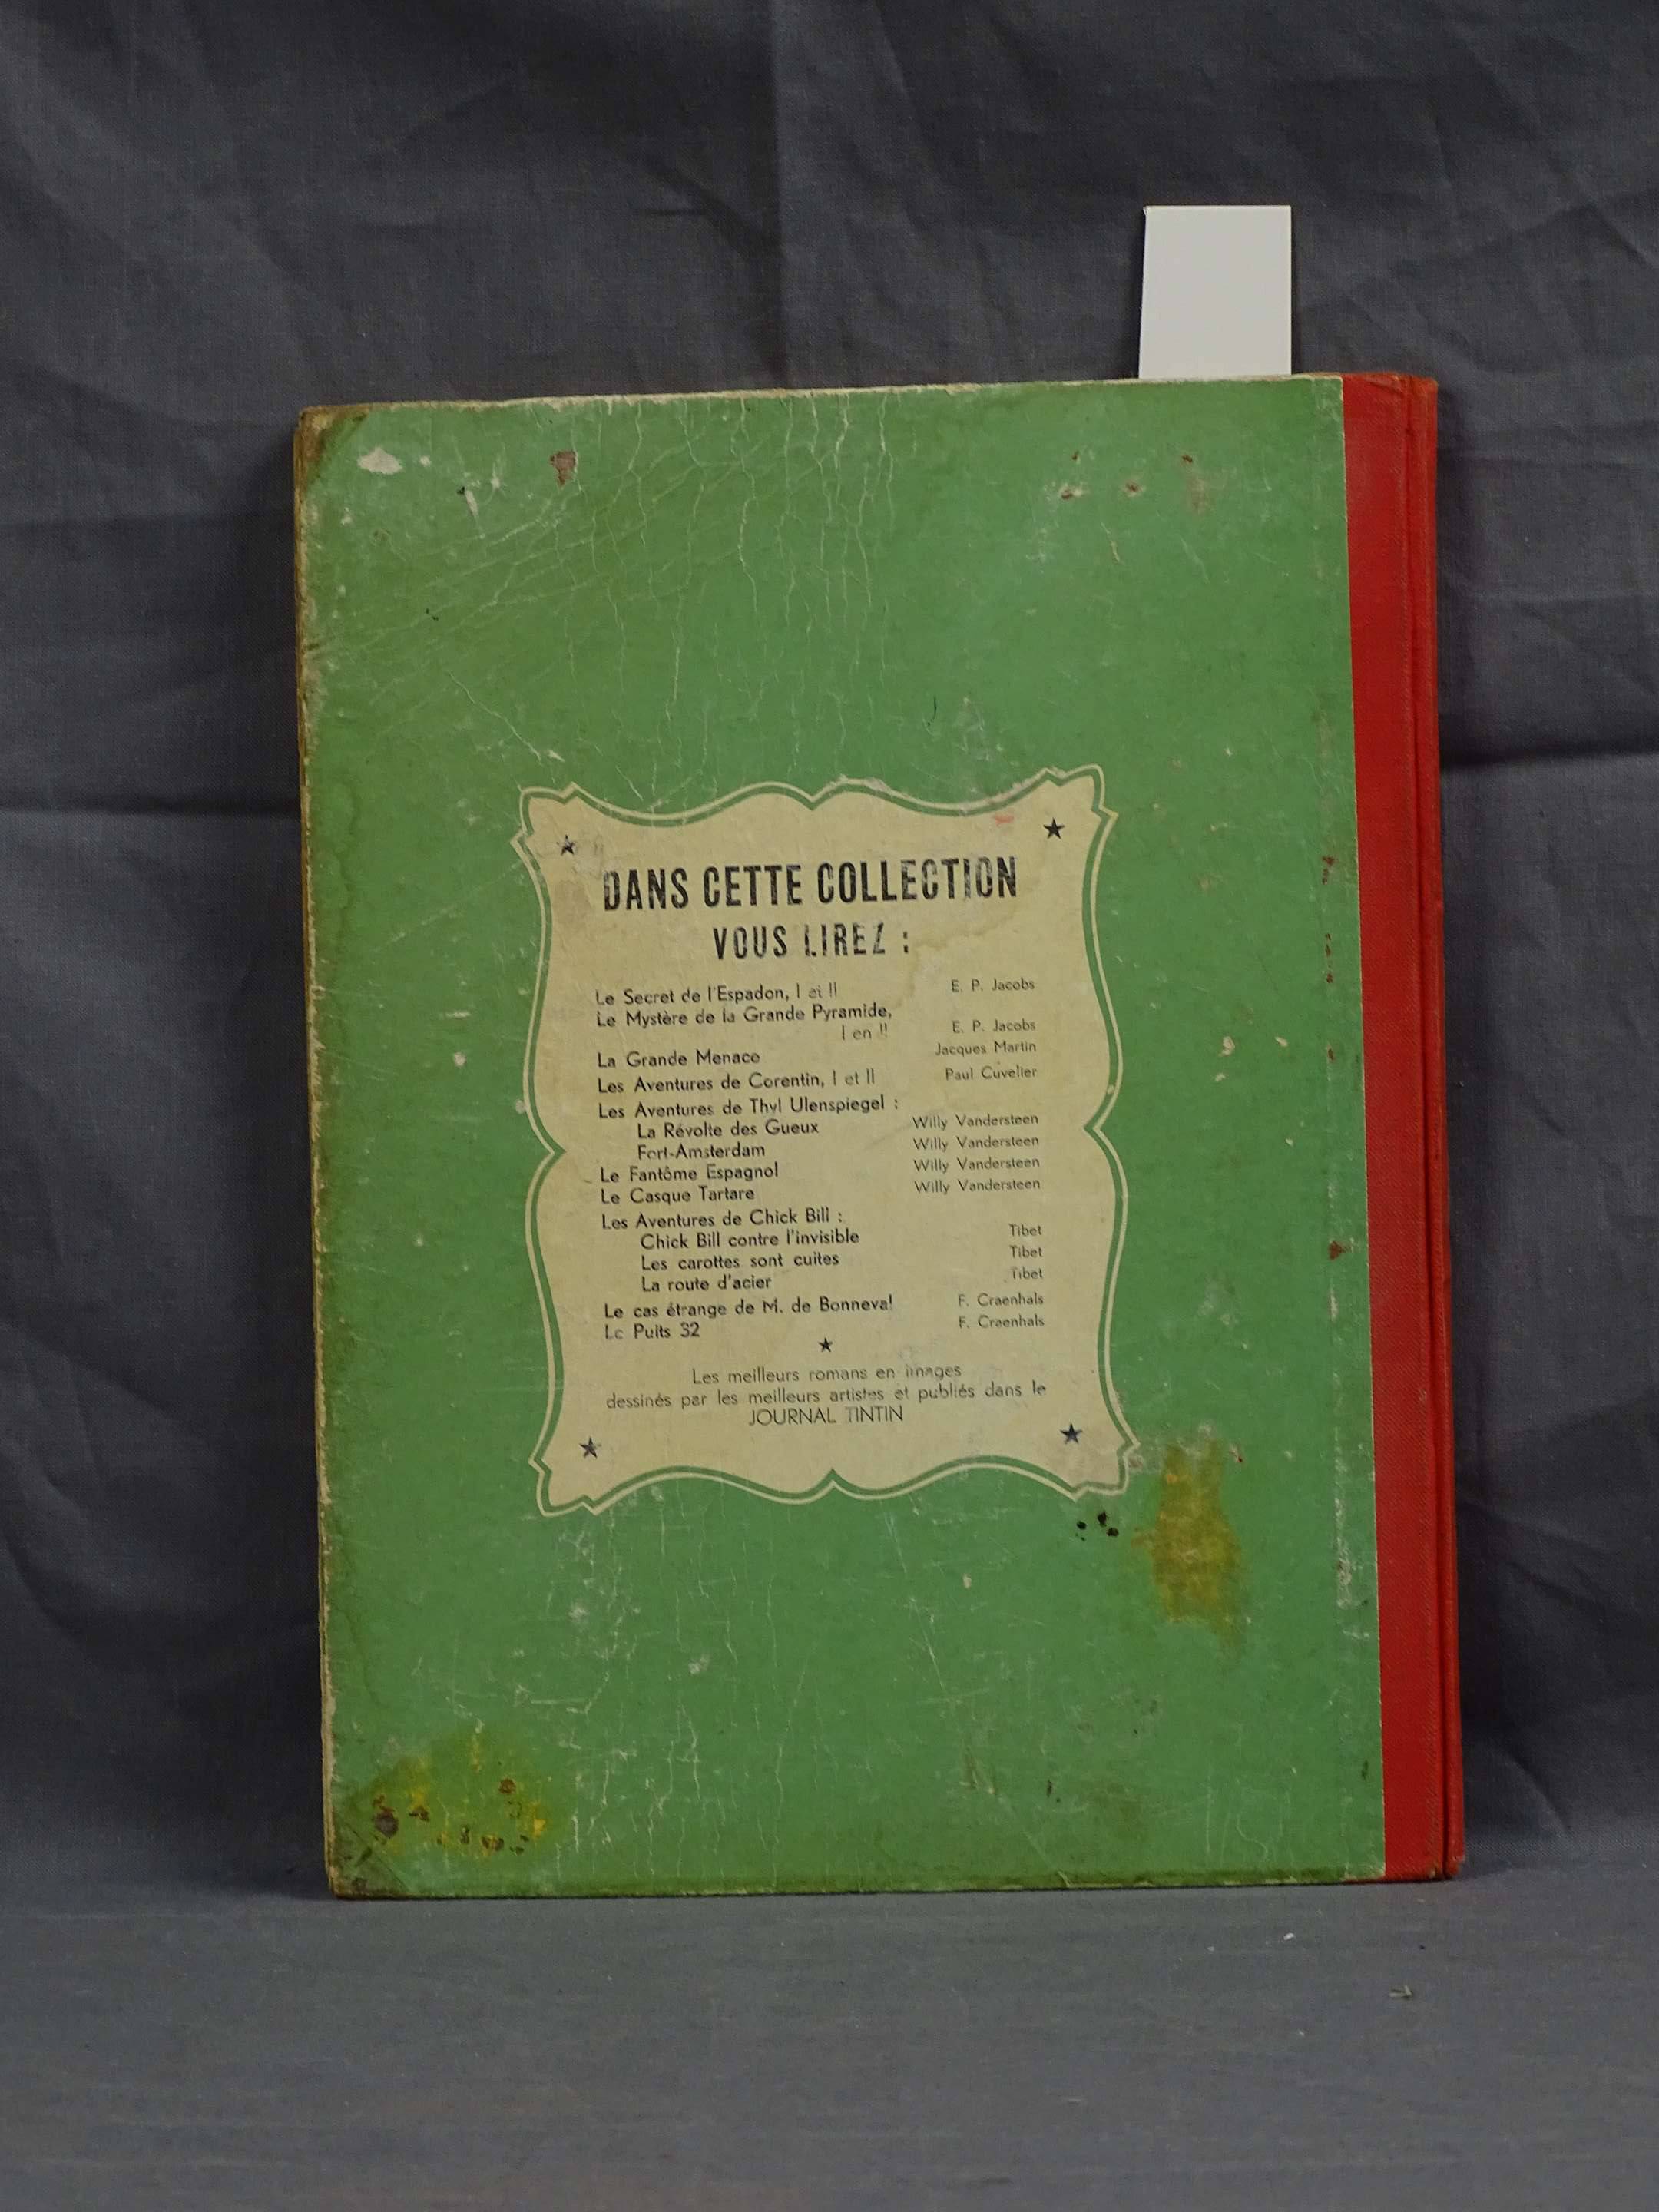 DANS CETTE COLLECTION
VOUS LIREZ :
Le Secret de l'Espadon, I et II E. P. Jacobs
Le Mystère de la Grande Pyramide,
I en II E. P. Jacobs
La Grande Menace Jacques Martin
Les Aventures de Corentin, I et II Paul Cuvelier
Les Aventures de Thyl Ulenspiegel :
La Révolte des Gueux Willy Vandersteen
Fort-Amsterdam Willy Vandersteen
Le Fantôme Espagnol Willy Vandersteen
Le Casque Tartare Willy Vandersteen
Les Aventures de Chick Bill :
Chick Bill contre l'invisible Tibet
Les carottes sont cuites Tibet
La route d'acier Tibet
Le cas étrange de M. de Bonneval F. Craenhals
Le Puits 32 F. Craenhals
Les meilleurs romans en images
dessinés par les meilleurs artistes et publiés dans le
JOURNAL TINTIN